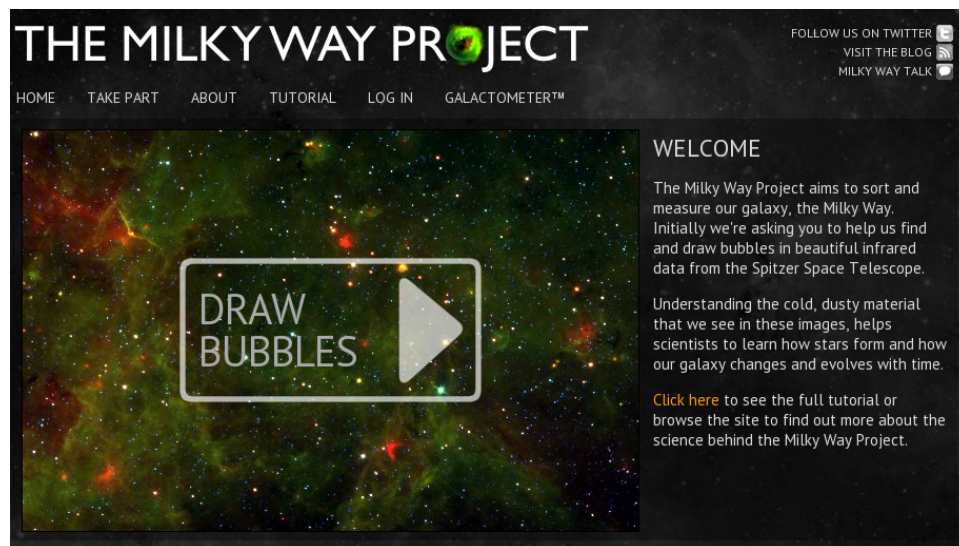 THE MILKY WAY PROJECT
FOLLOW US ON TWITTER
VISIT THE BLOG
MILKY WAY TALK
HOME TAKE PART ABOUT TUTORIAL LOG IN GALACTOMETER™
DRAW
BUBBLES
WELCOME
The Milky Way Project aims to sort and
measure our galaxy, the Milky Way.
Initially we're asking you to help us find
and draw bubbles in beautiful infrared
data from the Spitzer Space Telescope.
Understanding the cold, dusty material
that we see in these images, helps
scientists to learn how stars form and how
our galaxy changes and evolves with time.
Click here to see the full tutorial or
browse the site to find out more about the
science behind the Milky Way Project.